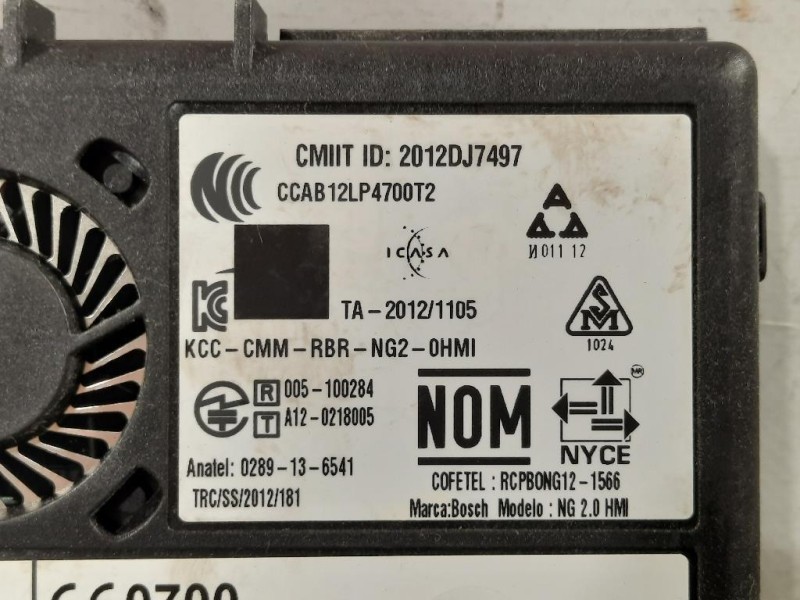 CMIIT ID: 2012DJ7497
CCAB12LP4700T2
ICASA
И011 12
TA-2012/1105
KCC-CMM-RBR-NG2-0HMI
1024
R 005-100284
T A12-0218005
NOM
NYCE
Anatel: 0289-13-6541
COFETEL : RCPBONG12-1566
TRC/SS/2012/181
Marca:Bosch Modelo : NG 2.0 HMI